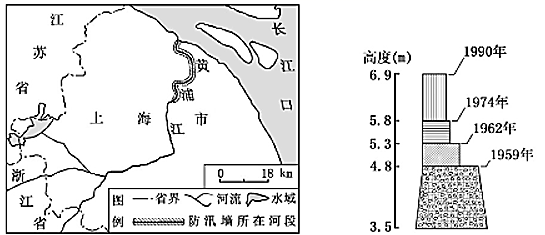 江苏省
长江口
黄浦江
上海市
浙江省
0 18 km
图例
省界 河流 水域
防汛墙所在河段
高度(m)
6.9
5.8
5.3
4.8
3.5
1990年
1974年
1962年
1959年